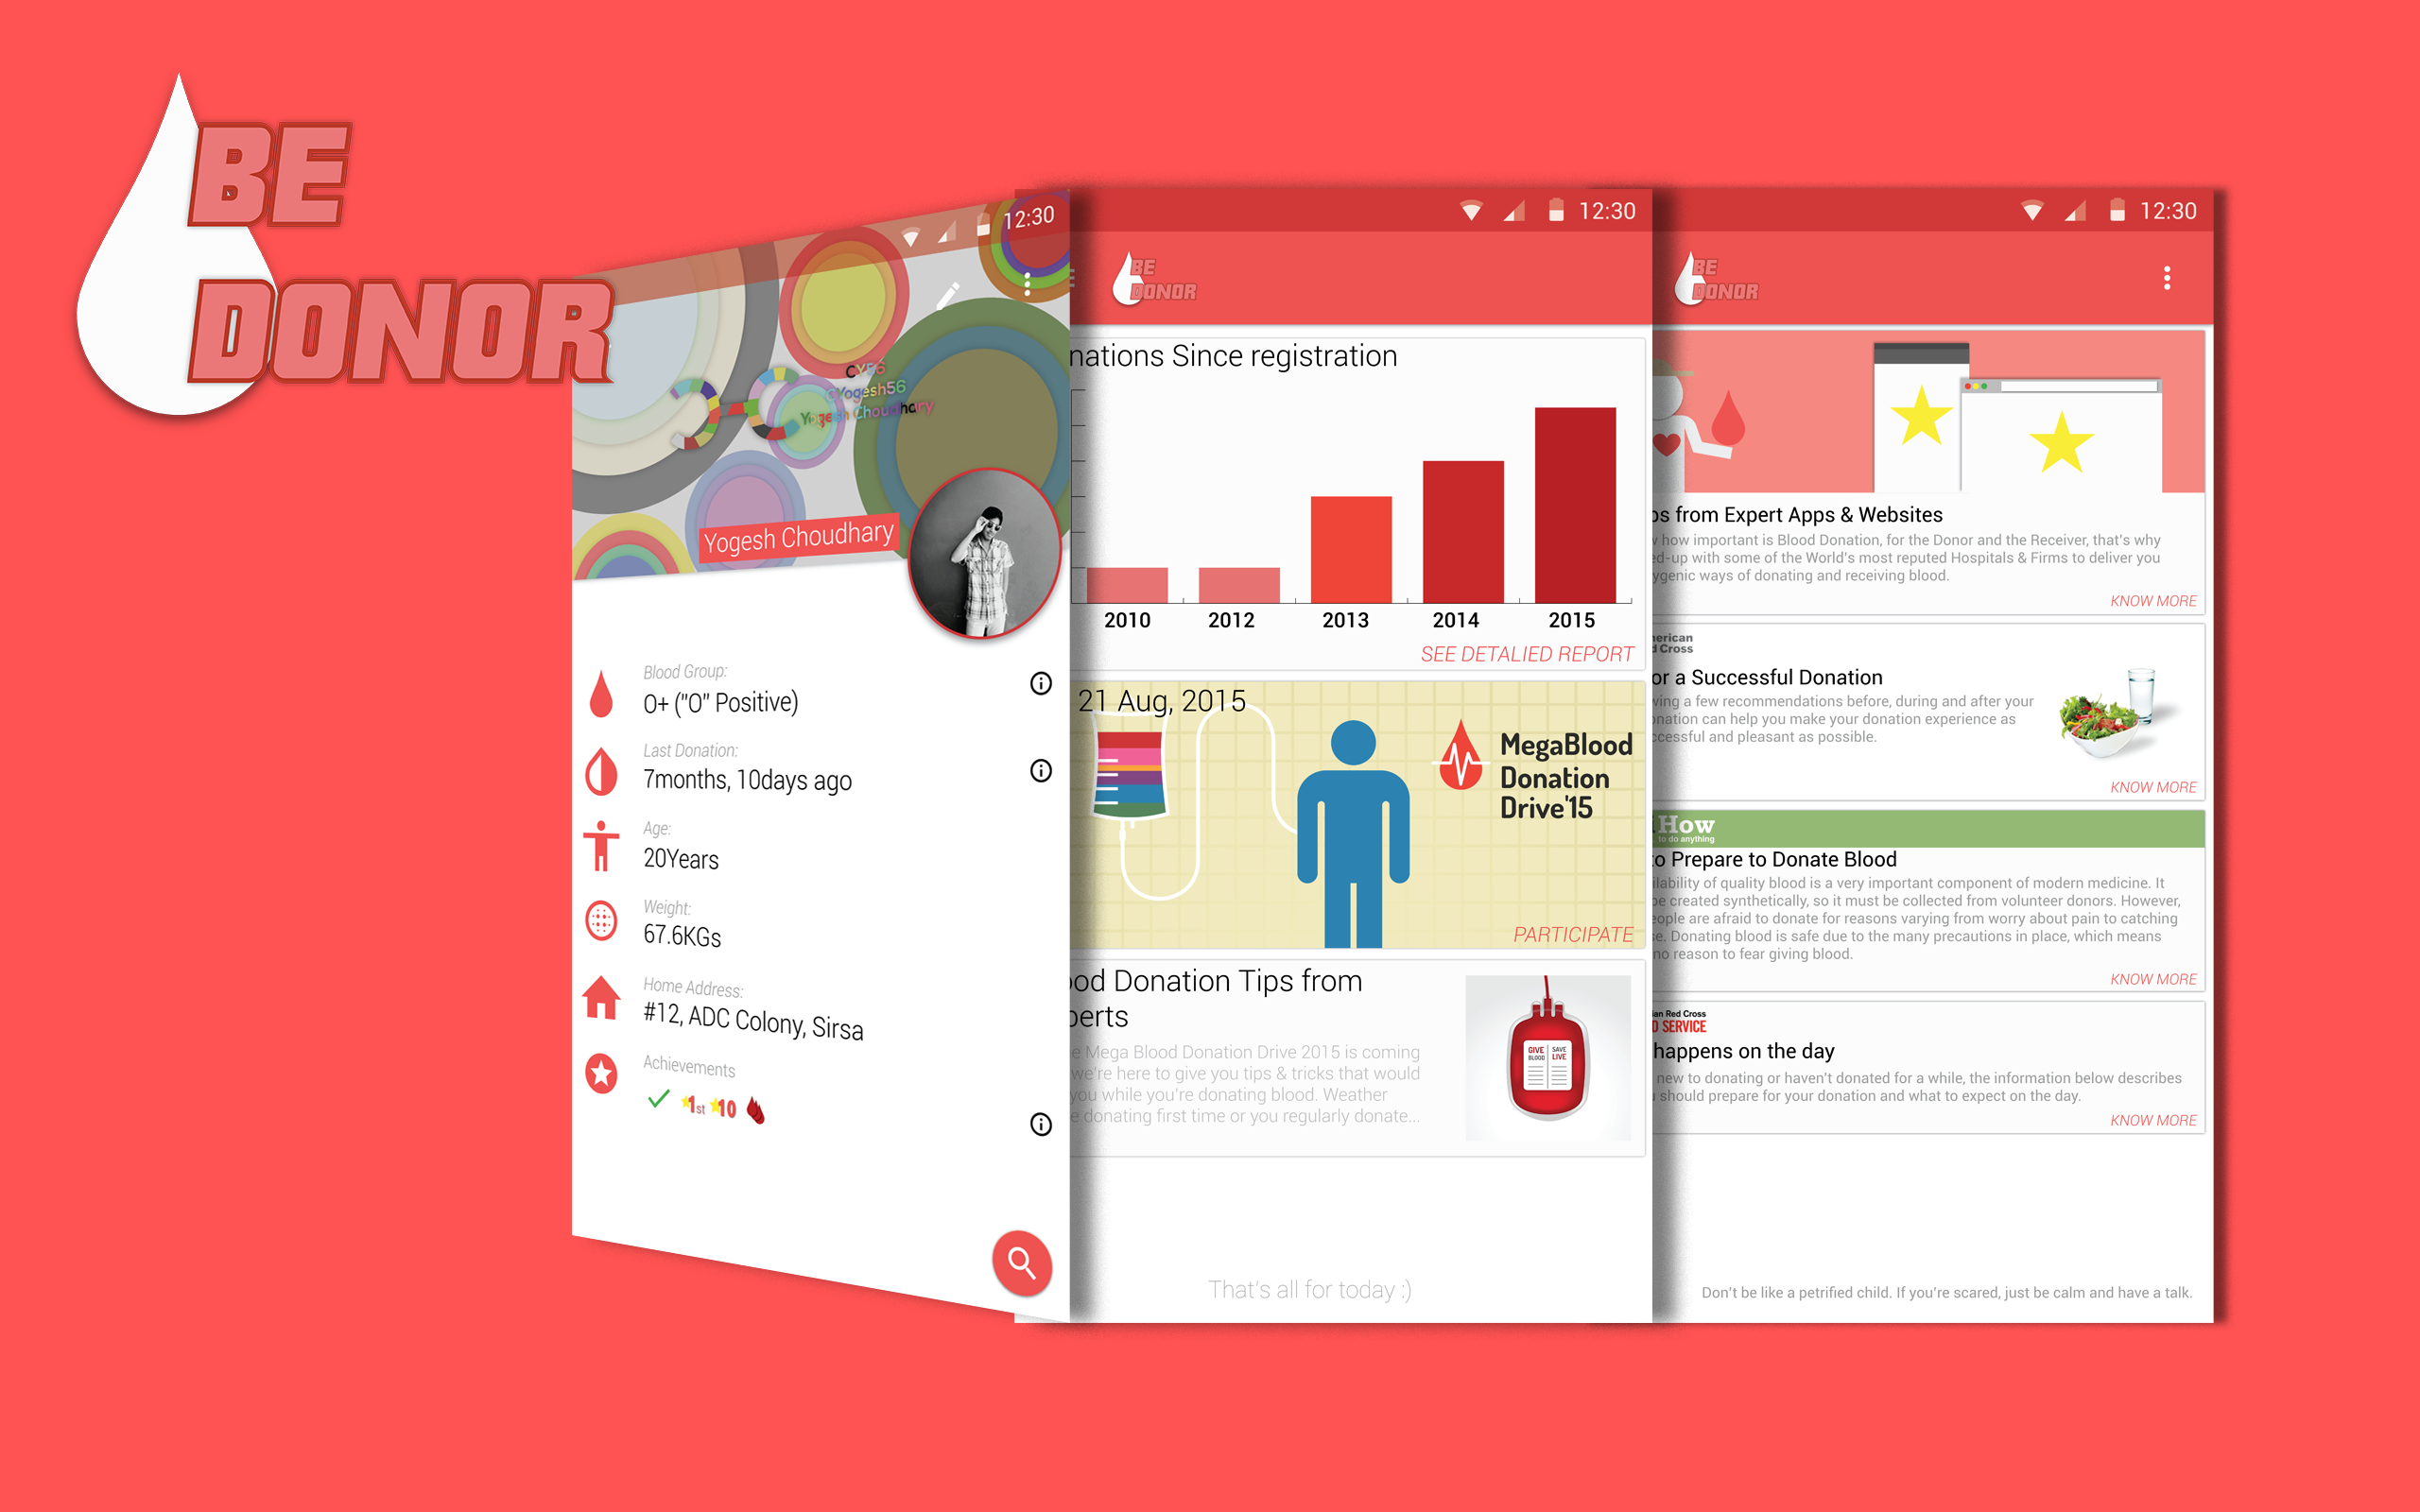 BE
DONOR
12:30
CY56
CYogesh56
Yogesh Choudhary
Yogesh Choudhary
Blood Group:
O+ ("O" Positive)
Last Donation:
7months, 10days ago
Age:
20Years
Weight:
67.6KGs
Home Address:
#12, ADC Colony, Sirsa
Achievements
1st 10
12:30
BE
DONOR
nations Since registration
2010 2012 2013 2014 2015
SEE DETALIED REPORT
21 Aug, 2015
MegaBlood
Donation
Drive'15
PARTICIPATE
od Donation Tips from
perts
e Mega Blood Donation Drive 2015 is coming
we're here to give you tips & tricks that would
you while you're donating blood. Weather
e donating first time or you regularly donate...
GIVE BLOOD SAVE LIVE
That's all for today :)
12:30
BE
DONOR
os from Expert Apps & Websites
w how important is Blood Donation, for the Donor and the Receiver, that's why
ed-up with some of the World's most reputed Hospitals & Firms to deliver you
ygenic ways of donating and receiving blood.
KNOW MORE
nerican
d Cross
or a Successful Donation
wing a few recommendations before, during and after your
onation can help you make your donation experience as
ccessful and pleasant as possible.
KNOW MORE
How
to do anything
to Prepare to Donate Blood
ilability of quality blood is a very important component of modern medicine. It
be created synthetically, so it must be collected from volunteer donors. However,
eople are afraid to donate for reasons varying from worry about pain to catching
se. Donating blood is safe due to the many precautions in place, which means
no reason to fear giving blood.
KNOW MORE
ian Red Cross
D SERVICE
happens on the day
new to donating or haven't donated for a while, the information below describes
should prepare for your donation and what to expect on the day.
KNOW MORE
Don't be like a petrified child. If you're scared, just be calm and have a talk.